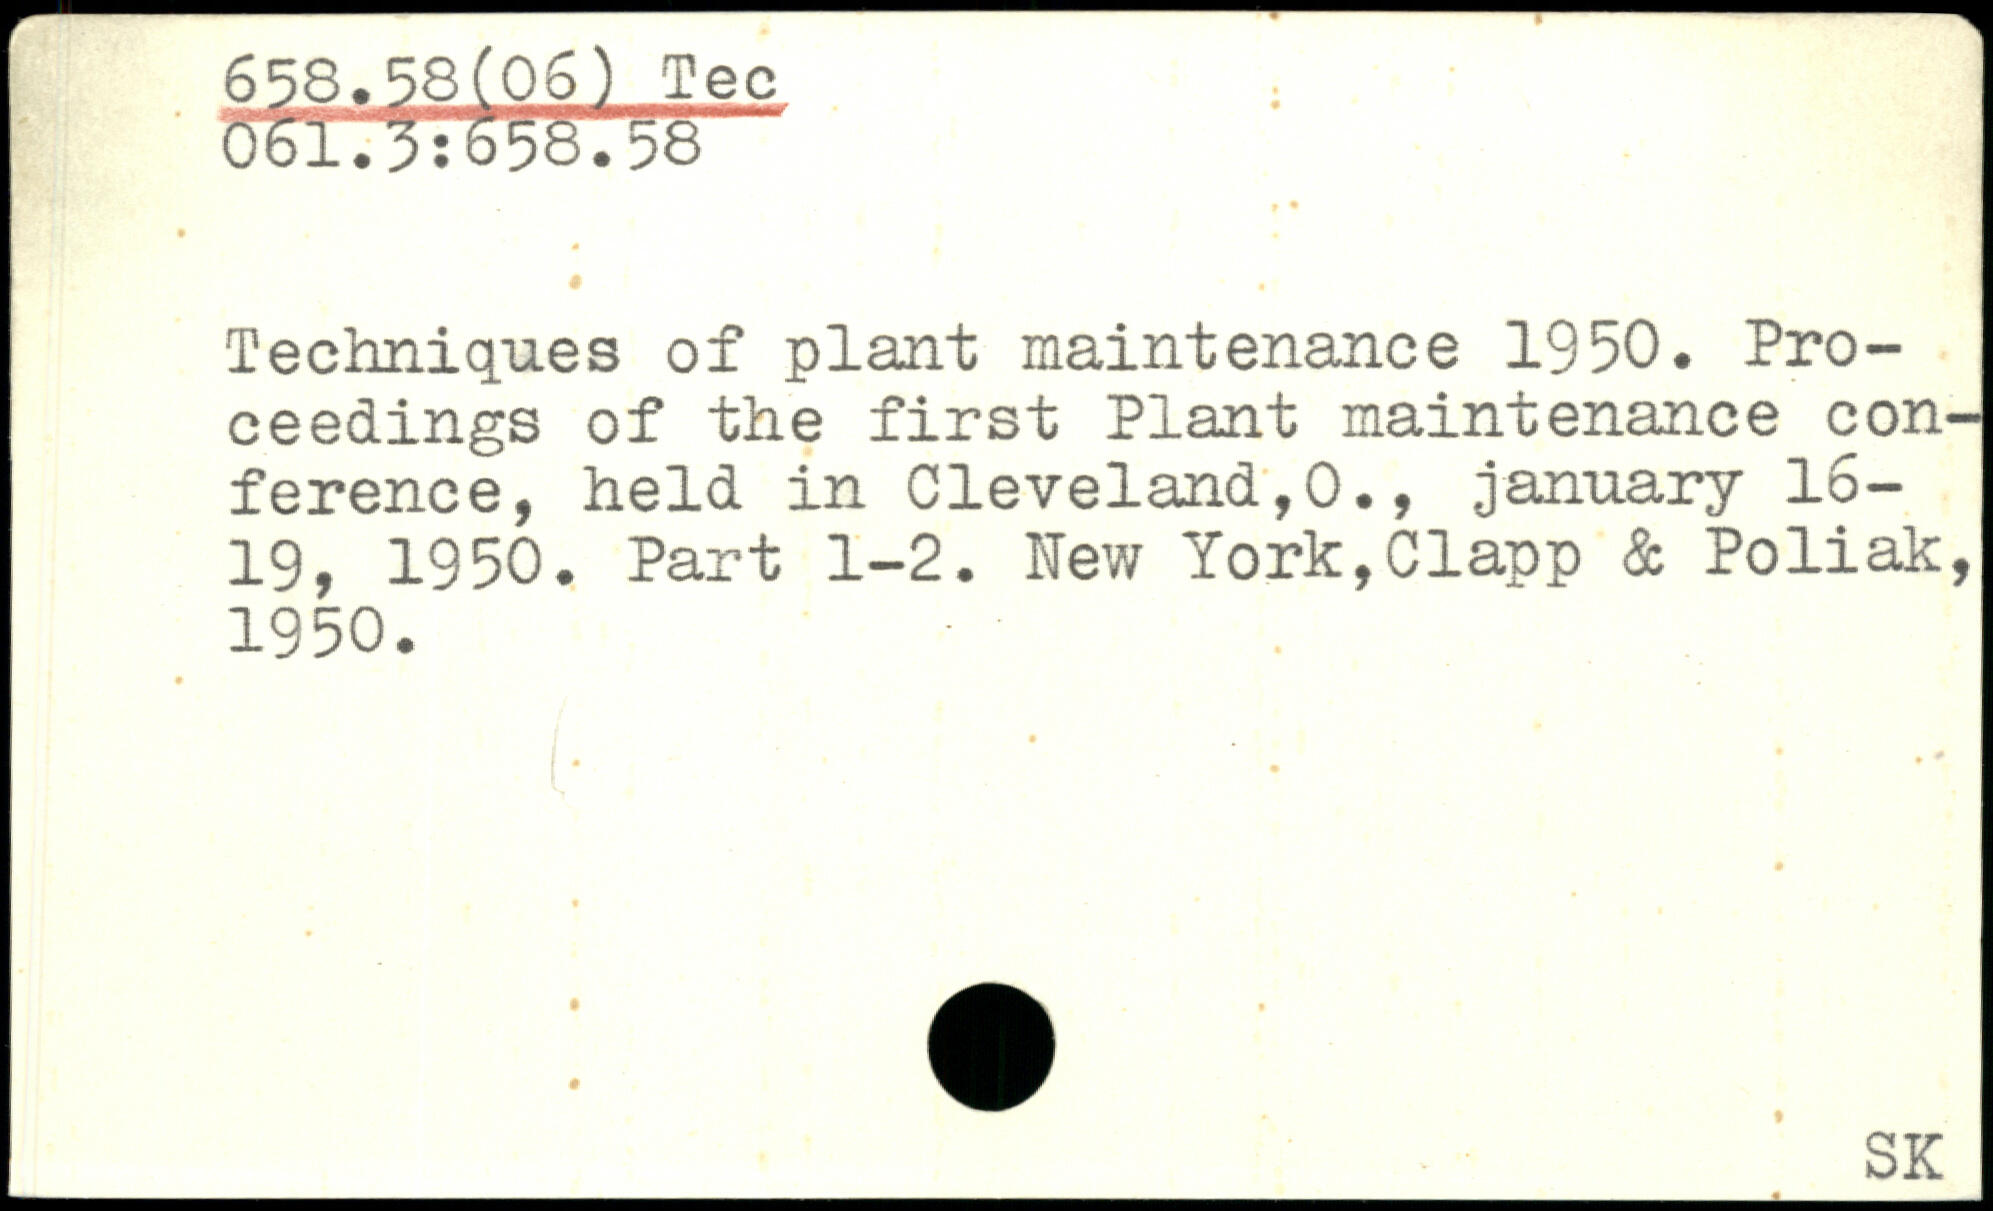 658.58(06) Tec
061.3:658.58
Techniques of plant maintenance 1950. Pro-
ceedings of the first Plant maintenance con-
ference, held in Cleveland,O., january 16-
19, 1950. Part 1-2. New York,Clapp & Poliak,
1950.
SK